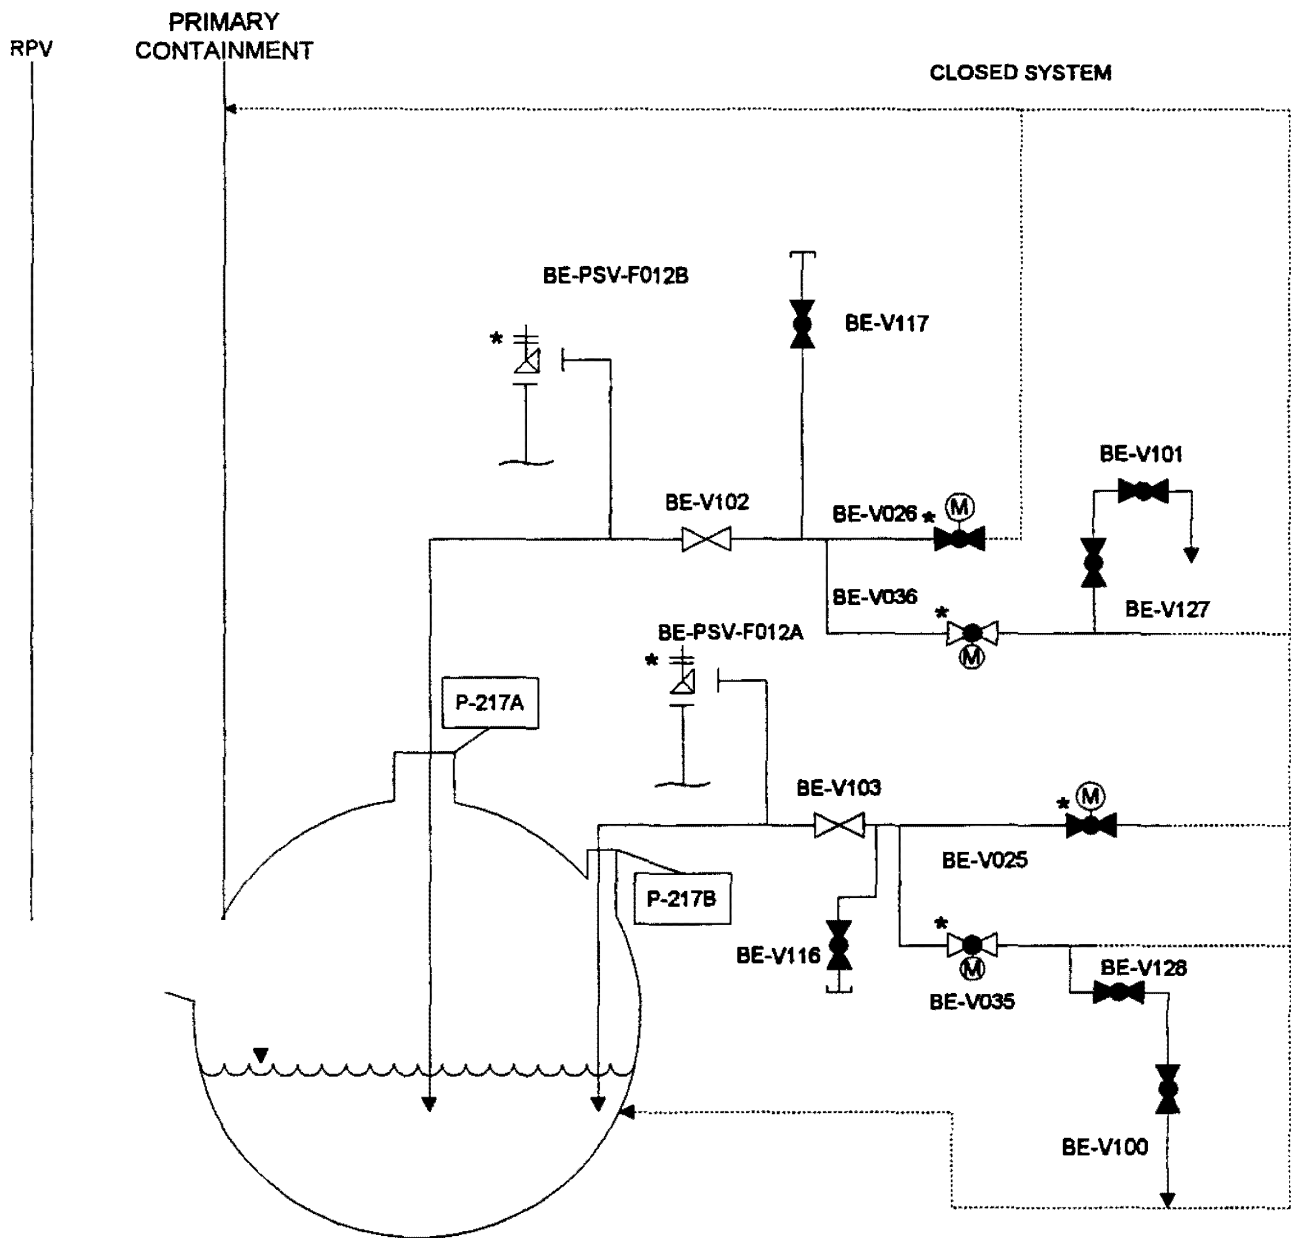 RPV
PRIMARY
CONTAINMENT
CLOSED SYSTEM
BE-PSV-F012B
*
BE-V117
BE-V101
BE-V102
BE-V026
*
M
BE-V036
BE-V127
*
M
BE-PSV-F012A
*
P-217A
BE-V103
*
M
BE-V025
P-217B
*
BE-V116
M
BE-V128
BE-V035
BE-V100